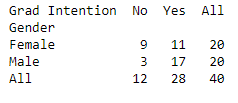 Grad Intention  No  Yes  All
Gender
Female           9   11   20
Male             3   17   20
All             12   28   40